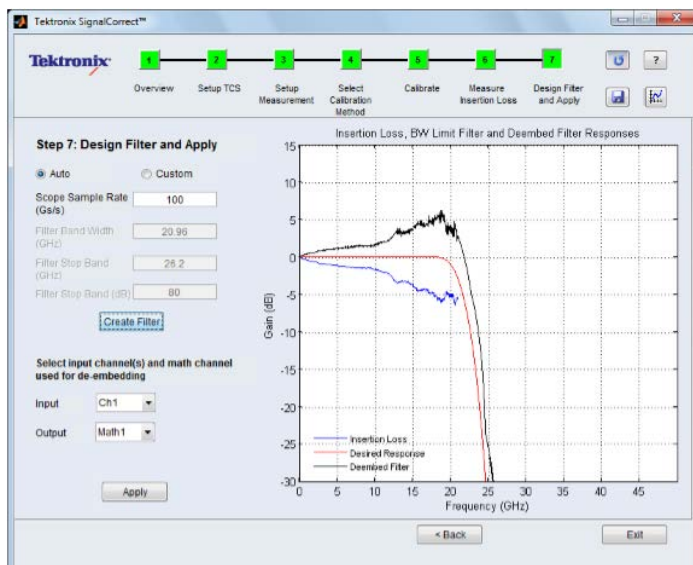 Tektronix SignalCorrect™
Tektronix
1
2
3
4
5
6
7
?
Overview
Setup TCS
Setup
Measurement
Select
Calibration
Method
Calibrate
Measure
Insertion Loss
Design Filter
and Apply
Step 7: Design Filter and Apply
Auto
Custom
Scope Sample Rate
(Gs/s)
100
Filter Band Width
(GHz)
20.96
Filter Stop Band
(GHz)
26.2
Filter Stop Band (dB)
80
Create Filter
Select input channel(s) and math channel
used for de-embedding
Input
Ch1
Output
Math1
Apply
Insertion Loss, BW Limit Filter and Deembed Filter Responses
Gain (dB)
15
10
5
0
-5
-10
-15
-20
-25
-30
Insertion Loss
Desired Response
Deembed Filter
0
5
10
15
20
25
30
35
40
45
Frequency (GHz)
< Back
Exit